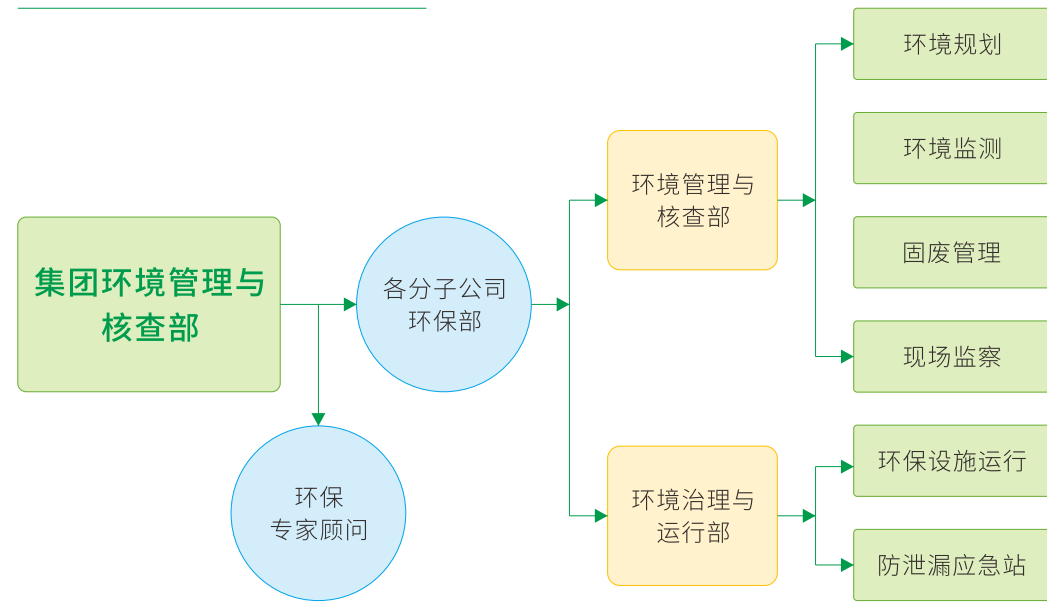 集团环境管理与
核查部
各分子公司
环保部
环保
专家顾问
环境管理与
核查部
环境治理与
运行部
环境规划
环境监测
固废管理
现场监察
环保设施运行
防泄漏应急站